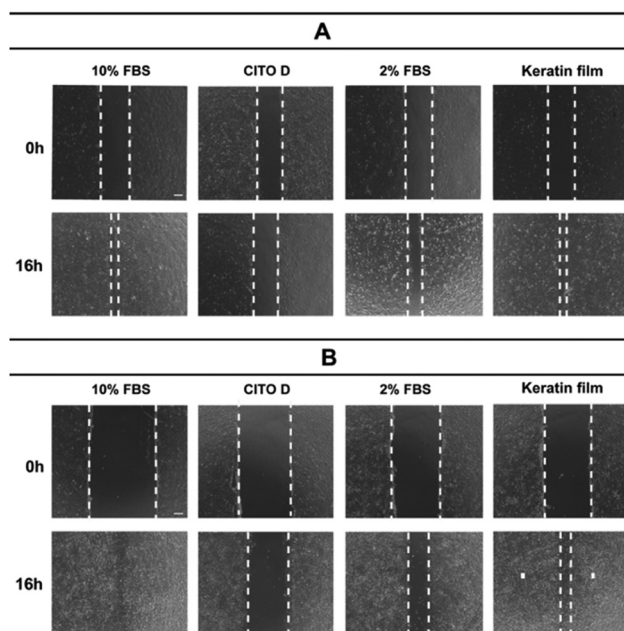 A
10% FBS CITO D 2% FBS Keratin film
0h
16h
B
10% FBS CITO D 2% FBS Keratin film
0h
16h